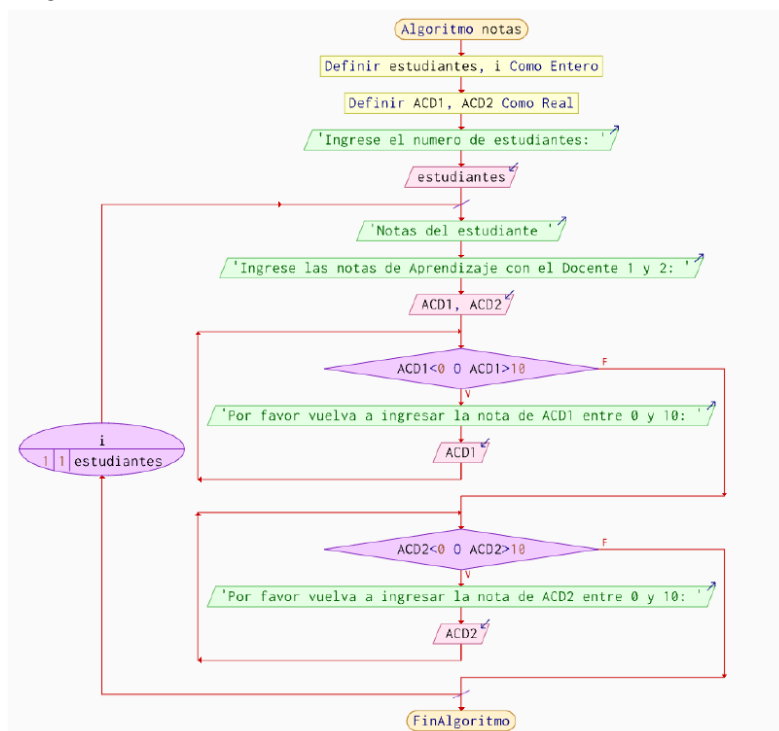 Algoritmo notas
Definir estudiantes, i Como Entero
Definir ACD1, ACD2 Como Real
'Ingrese el numero de estudiantes: '
estudiantes
'Notas del estudiante '
'Ingrese las notas de Aprendizaje con el Docente 1 y 2: '
ACD1, ACD2
ACD1<0 O ACD1>10
F
V
'Por favor vuelva a ingresar la nota de ACD1 entre 0 y 10: '
ACD1
i
1 1 estudiantes
ACD2<0 O ACD2>10
F
V
'Por favor vuelva a ingresar la nota de ACD2 entre 0 y 10: '
ACD2
FinAlgoritmo